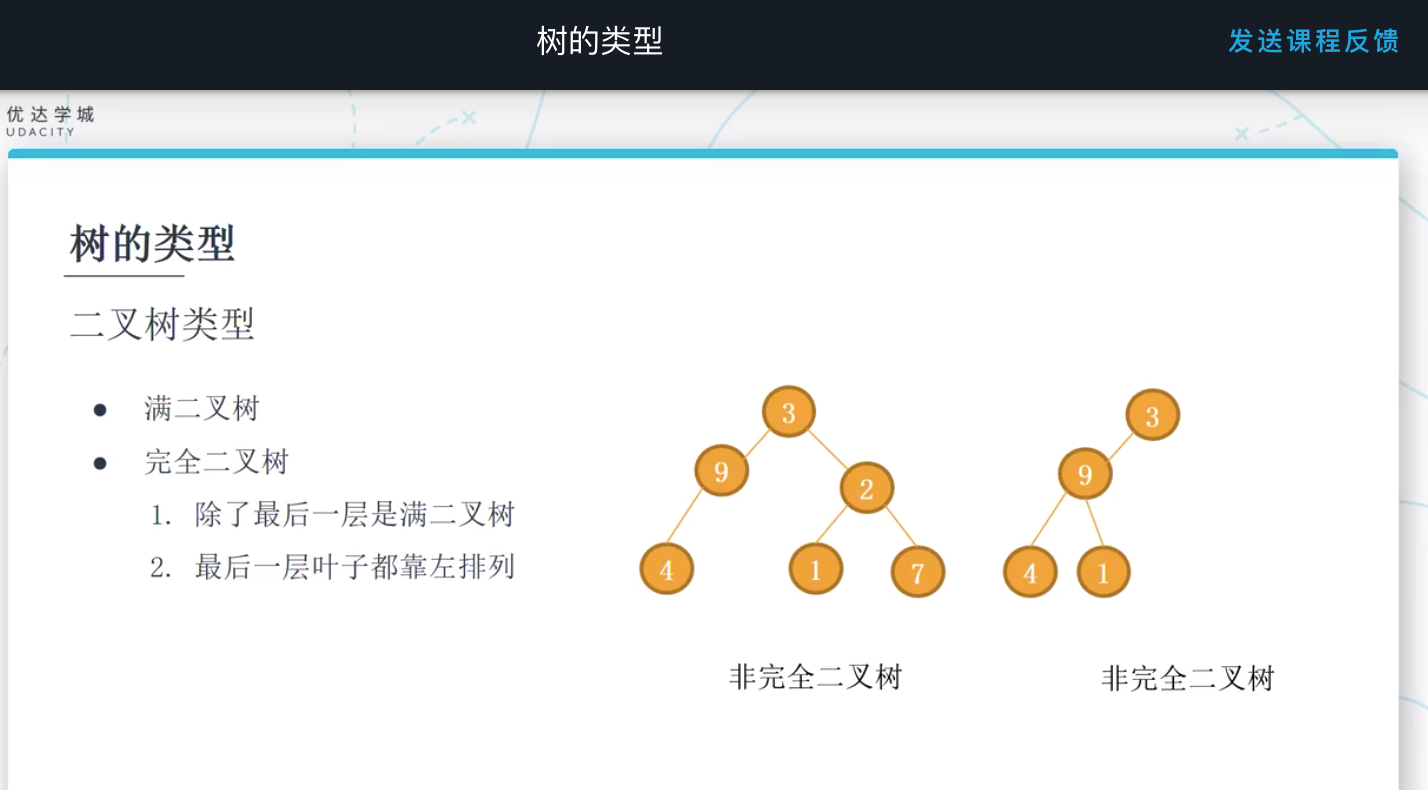 树的类型
发送课程反馈
优达学城
UDACITY
树的类型
二叉树类型
● 满二叉树
● 完全二叉树
1. 除了最后一层是满二叉树
2. 最后一层叶子都靠左排列
3
9
2
4
1
7
非完全二叉树
3
9
4
1
非完全二叉树